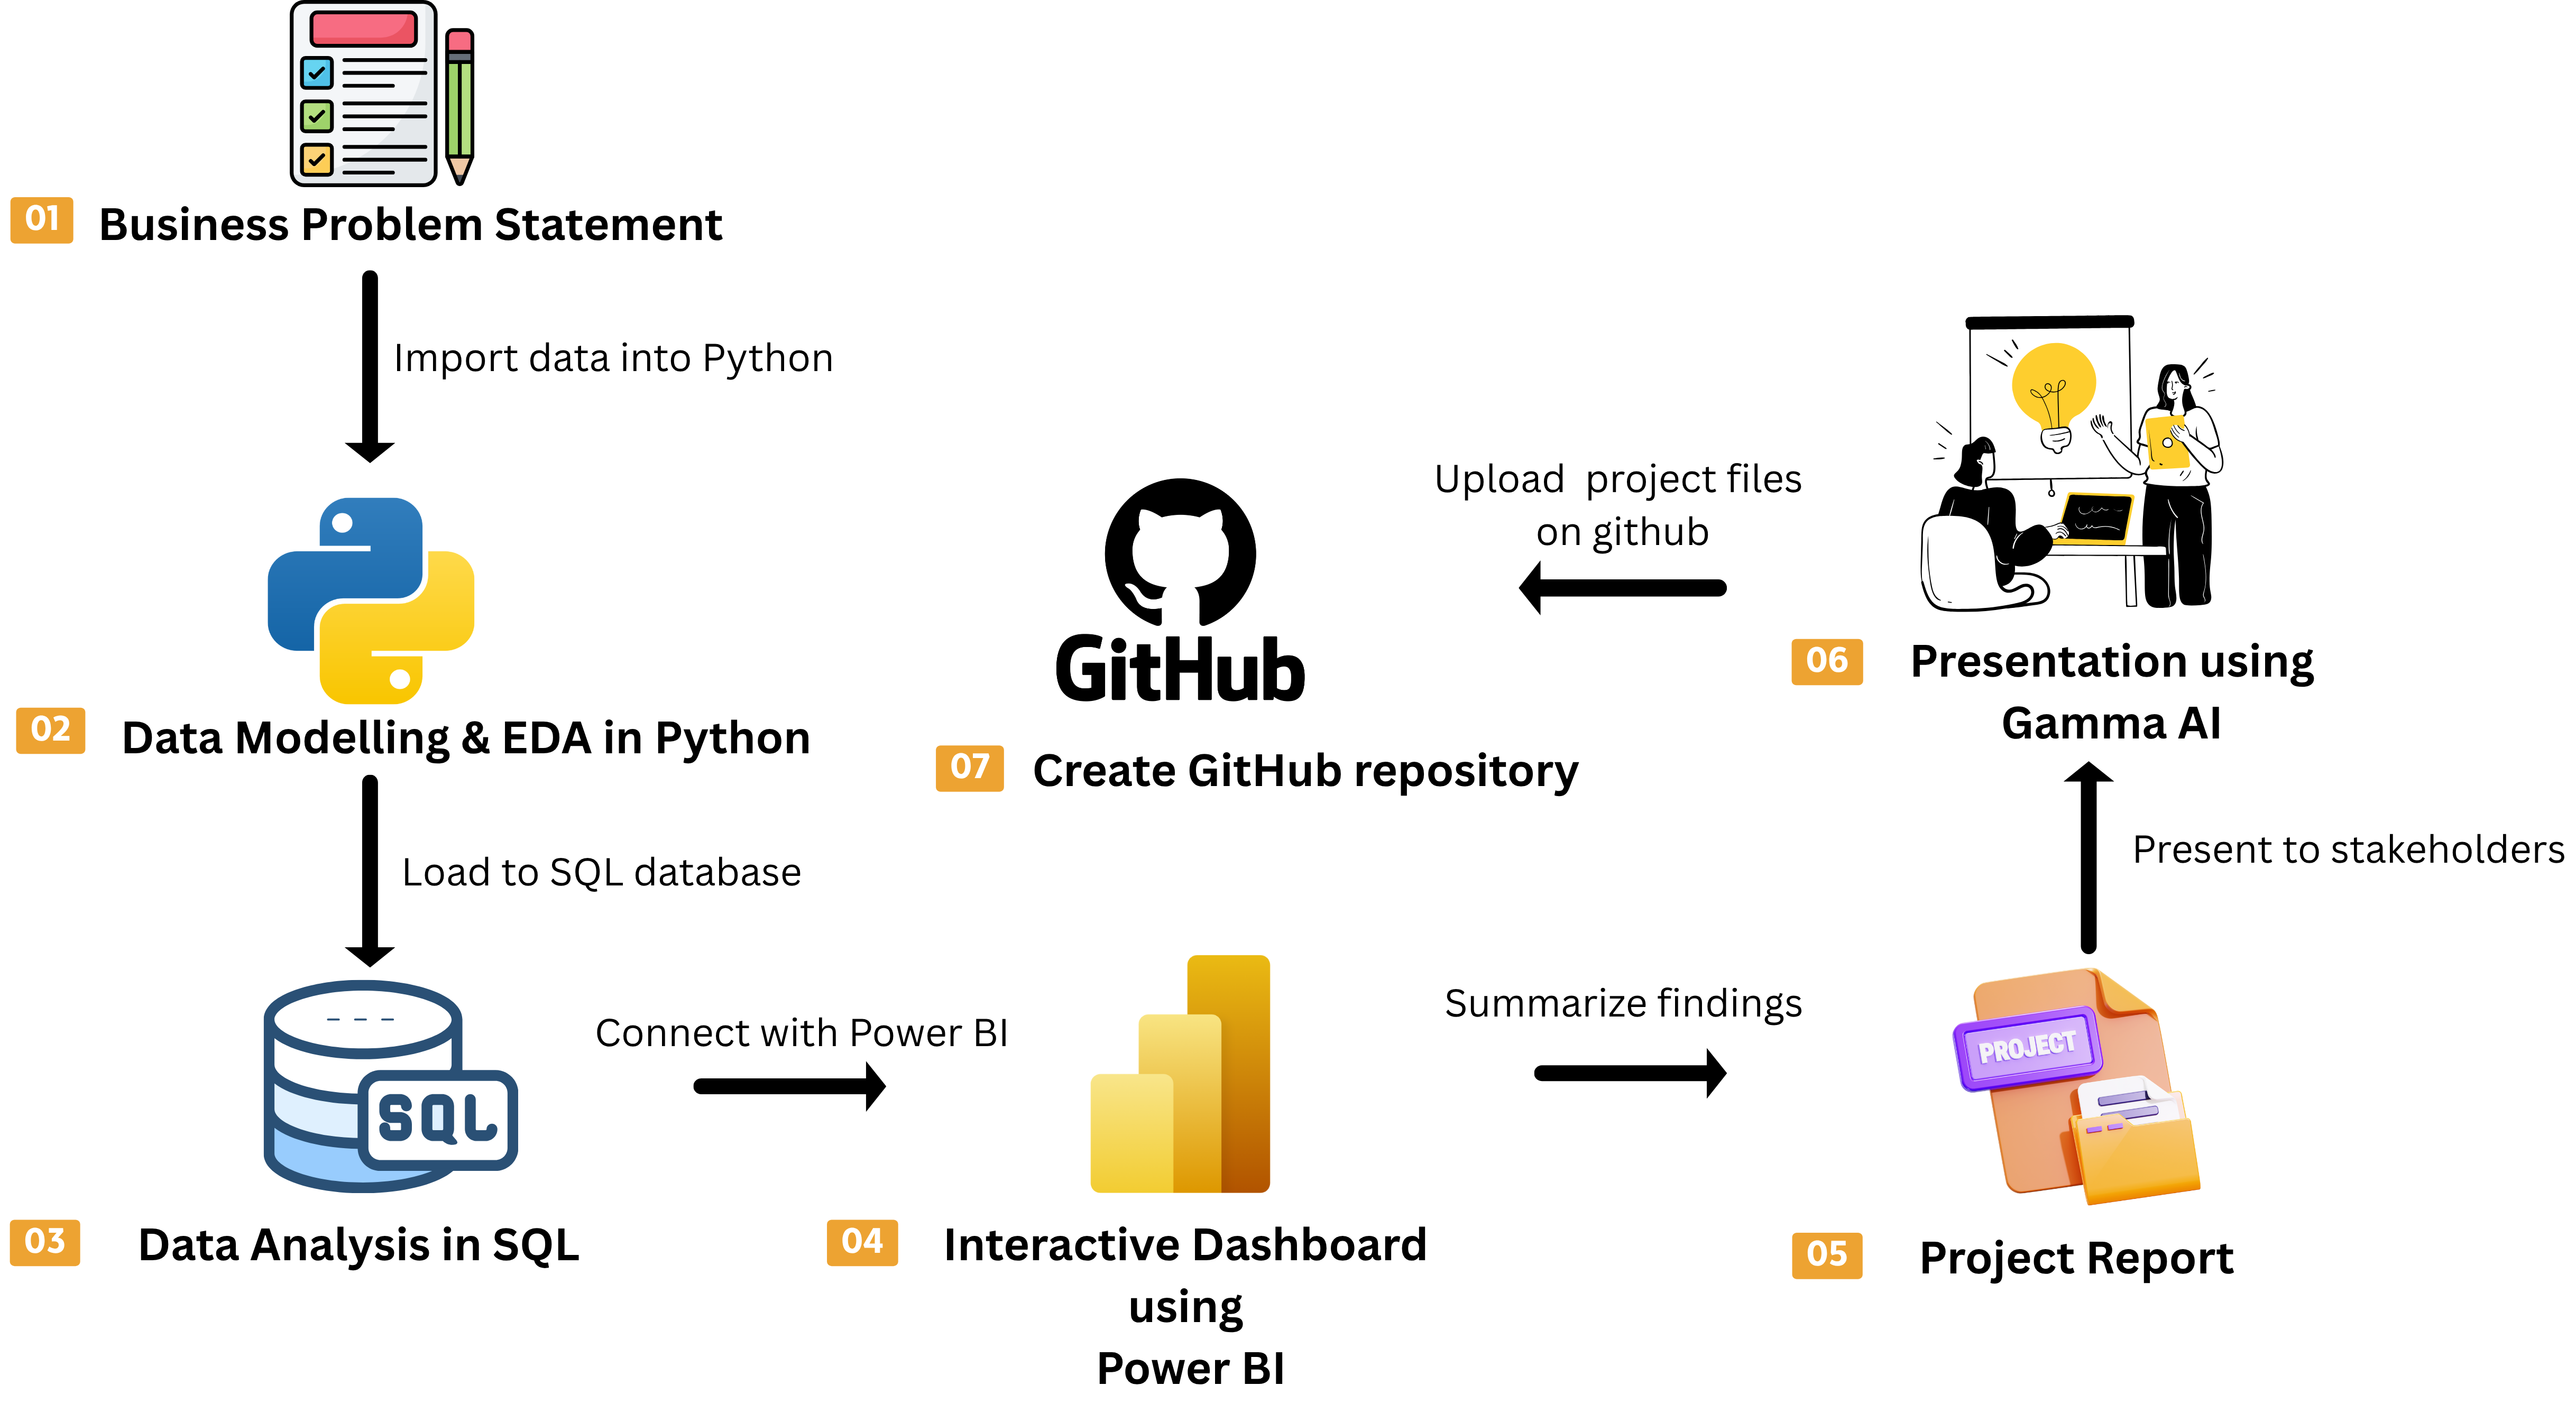 01 Business Problem Statement
Import data into Python
02 Data Modelling & EDA in Python
Load to SQL database
SQL
03 Data Analysis in SQL
Connect with Power BI
04 Interactive Dashboard
using
Power BI
Summarize findings
PROJECT
05 Project Report
Present to stakeholders
06 Presentation using
Gamma AI
Upload  project files
on github
GitHub
07 Create GitHub repository